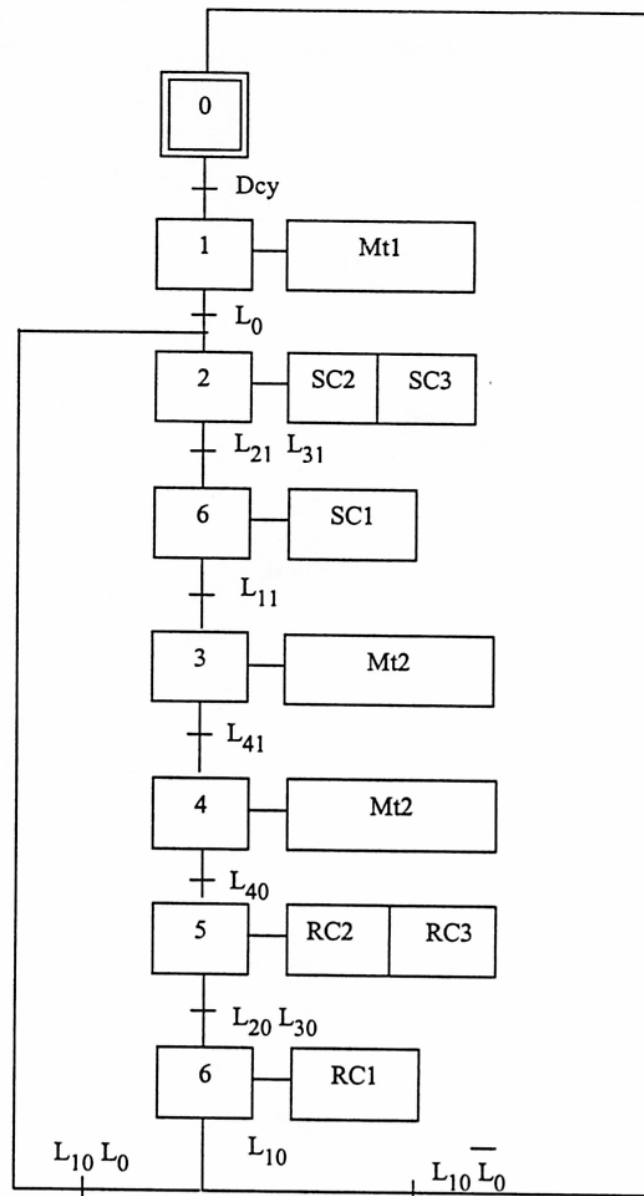 0
Dcy
1 Mt1
L₀
2 SC2 SC3
L₂₁ L₃₁
6 SC1
L₁₁
3 Mt2
L₄₁
4 Mt2
L₄₀
5 RC2 RC3
L₂₀ L₃₀
6 RC1
L₁₀ L₀ L₁₀ L₁₀ L̅₀